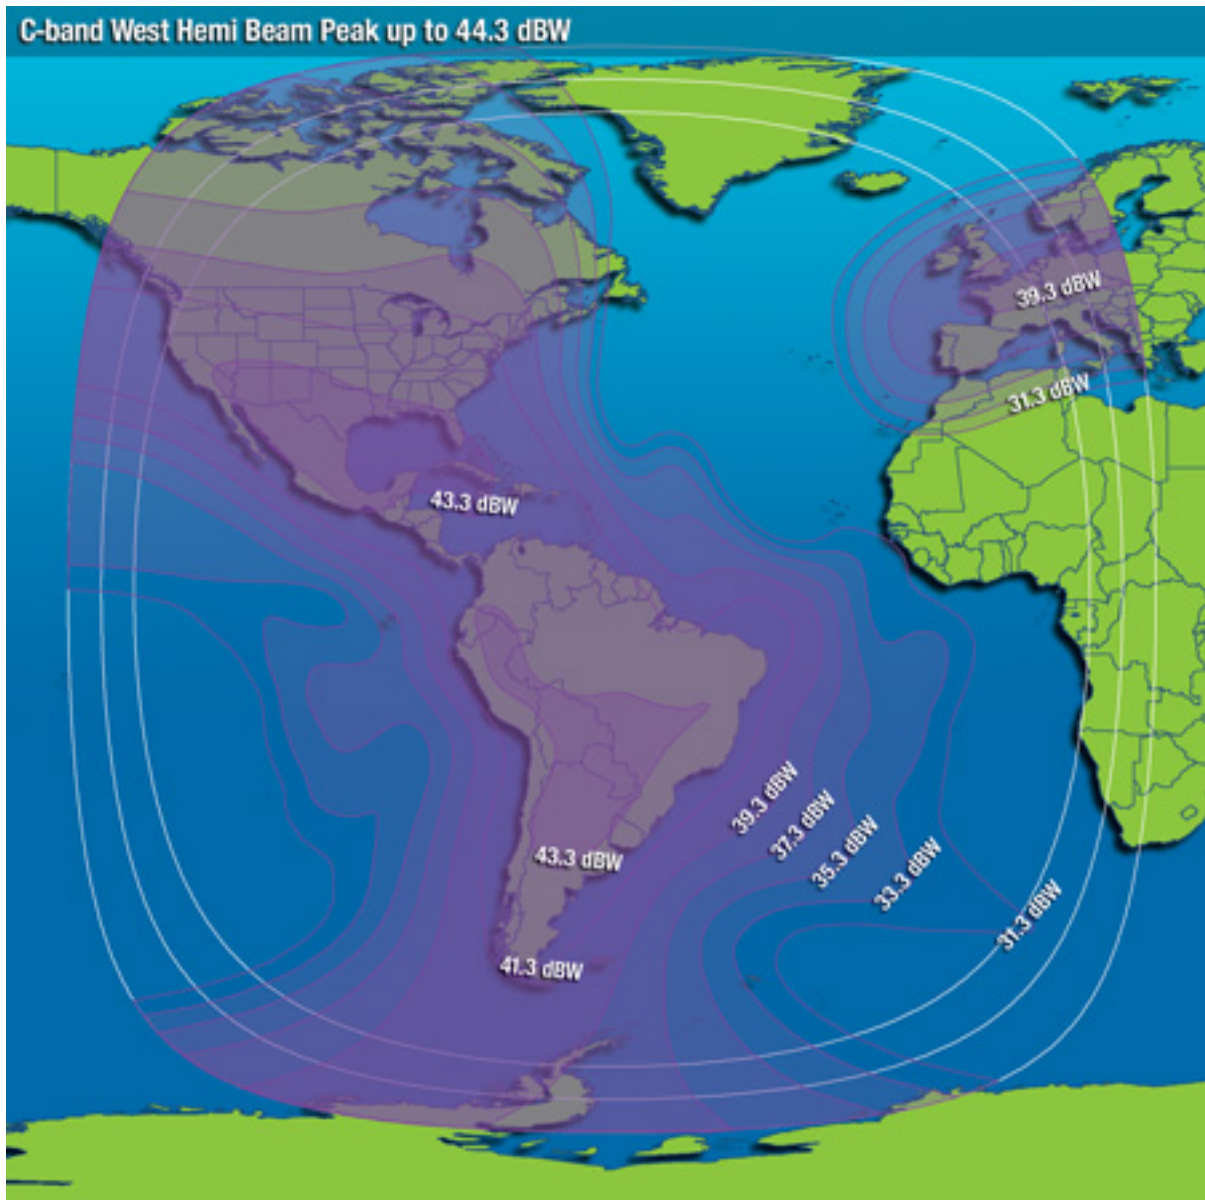 C-band West Hemi Beam Peak up to 44.3 dBW
39.3 dBW
31.3 dBW
43.3 dBW
39.3 dBW
37.3 dBW
35.3 dBW
33.3 dBW
43.3 dBW
31.3 dBW
41.3 dBW